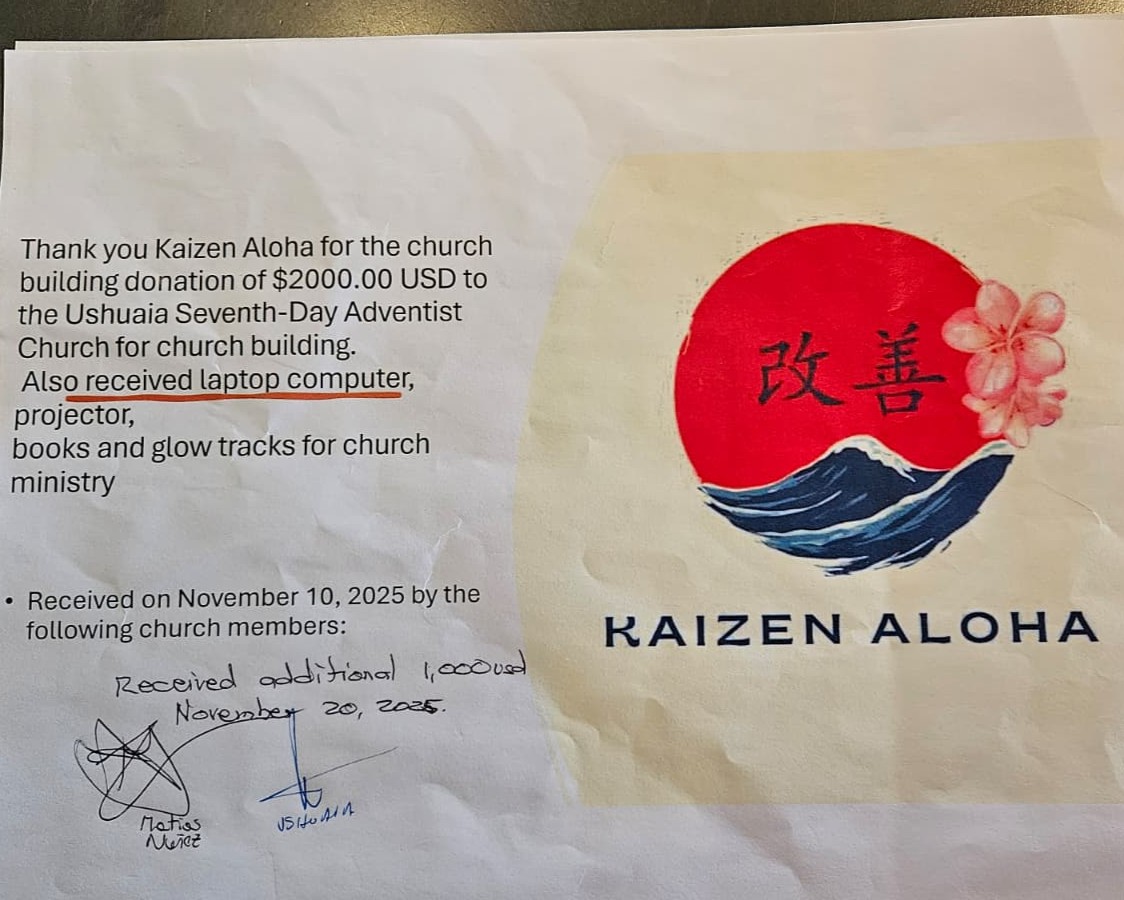 Thank you Kaizen Aloha for the church
building donation of $2000.00 USD to
the Ushuaia Seventh-Day Adventist
Church for church building.
Also received laptop computer,
projector,
books and glow tracks for church
ministry
• Received on November 10, 2025 by the
following church members:
Received additional 1,000usd
November 20, 2025.
Matias
Nuñez
USHUAIA
改善
KAIZEN ALOHA